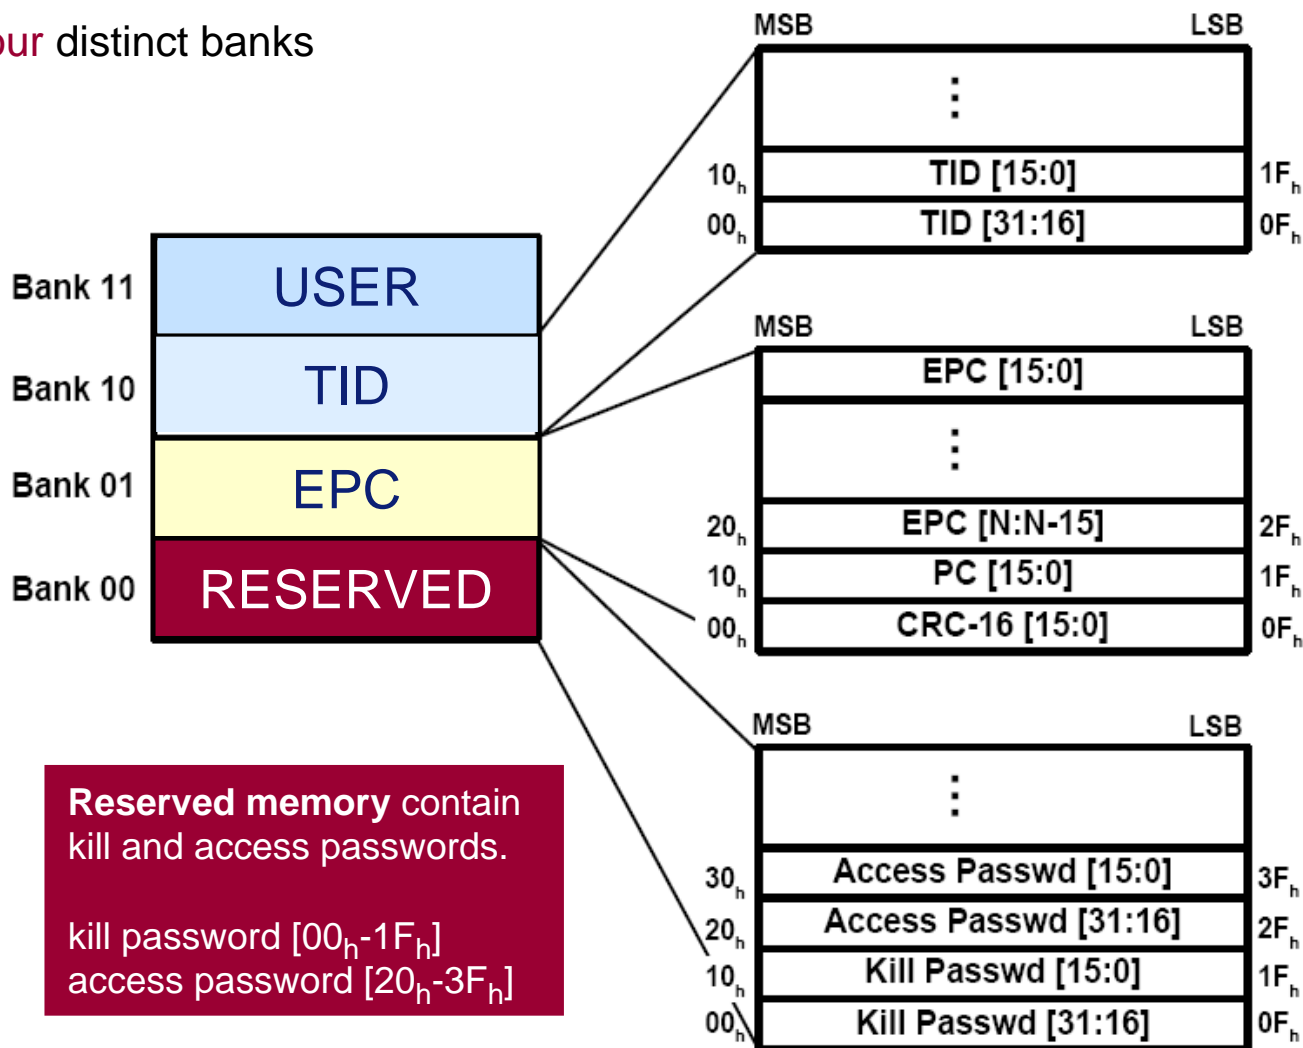 our distinct banks
MSB LSB
⋮
10h TID [15:0] 1Fh
00h TID [31:16] 0Fh
Bank 11 USER
Bank 10 TID
Bank 01 EPC
Bank 00 RESERVED
MSB LSB
EPC [15:0]
⋮
20h EPC [N:N-15] 2Fh
10h PC [15:0] 1Fh
00h CRC-16 [15:0] 0Fh
MSB LSB
⋮
30h Access Passwd [15:0] 3Fh
20h Access Passwd [31:16] 2Fh
10h Kill Passwd [15:0] 1Fh
00h Kill Passwd [31:16] 0Fh
Reserved memory contain
kill and access passwords.
kill password [00h-1Fh]
access password [20h-3Fh]